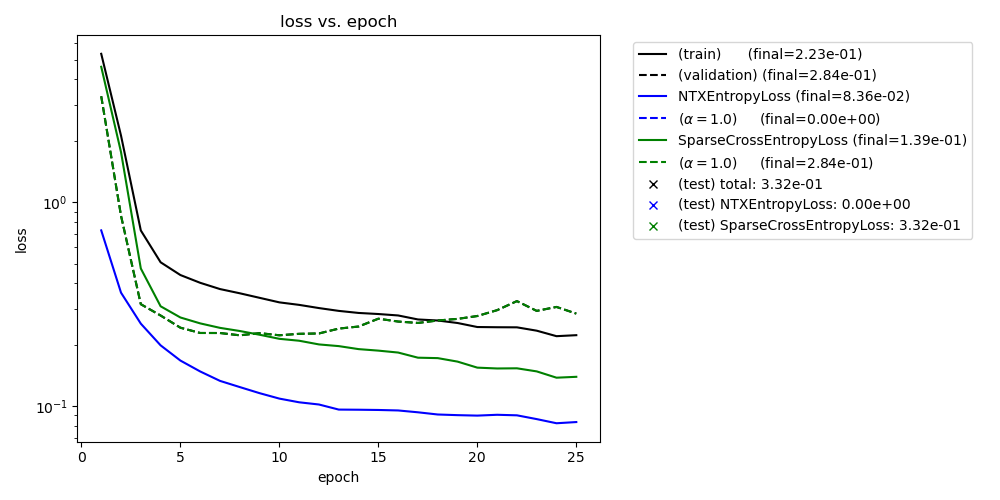 loss vs. epoch
loss
10^0
10^{-1}
0 5 10 15 20 25
epoch
(train) (final=2.23e-01)
(validation) (final=2.84e-01)
NTXEntropyLoss (final=8.36e-02)
(α = 1.0) (final=0.00e+00)
SparseCrossEntropyLoss (final=1.39e-01)
(α = 1.0) (final=2.84e-01)
(test) total: 3.32e-01
(test) NTXEntropyLoss: 0.00e+00
(test) SparseCrossEntropyLoss: 3.32e-01